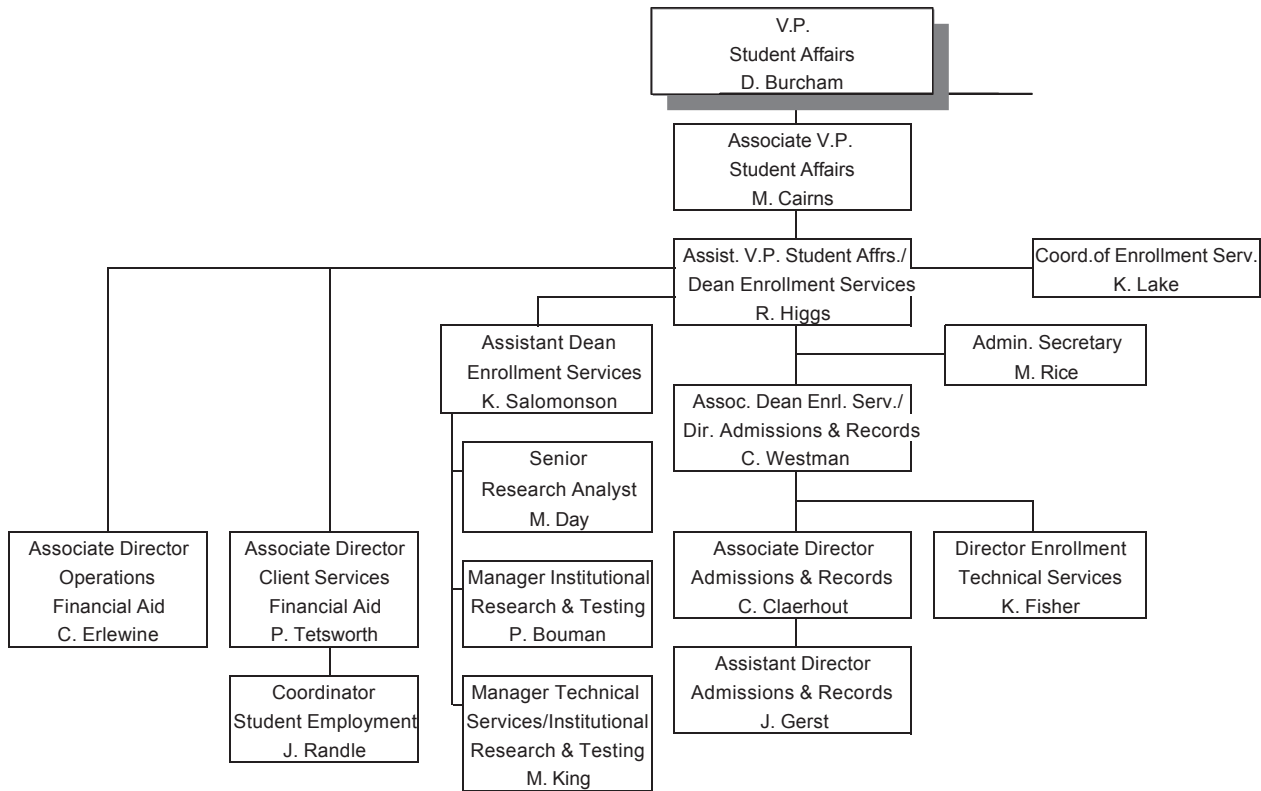 V.P.
Student Affairs
D. Burcham
Associate V.P.
Student Affairs
M. Cairns
Assist. V.P. Student Affrs./
Dean Enrollment Services
R. Higgs
Coord.of Enrollment Serv.
K. Lake
Assistant Dean
Enrollment Services
K. Salomonson
Admin. Secretary
M. Rice
Assoc. Dean Enrl. Serv./
Dir. Admissions & Records
C. Westman
Senior
Research Analyst
M. Day
Associate Director
Operations
Financial Aid
C. Erlewine
Associate Director
Client Services
Financial Aid
P. Tetsworth
Manager Institutional
Research & Testing
P. Bouman
Associate Director
Admissions & Records
C. Claerhout
Director Enrollment
Technical Services
K. Fisher
Coordinator
Student Employment
J. Randle
Manager Technical
Services/Institutional
Research & Testing
M. King
Assistant Director
Admissions & Records
J. Gerst